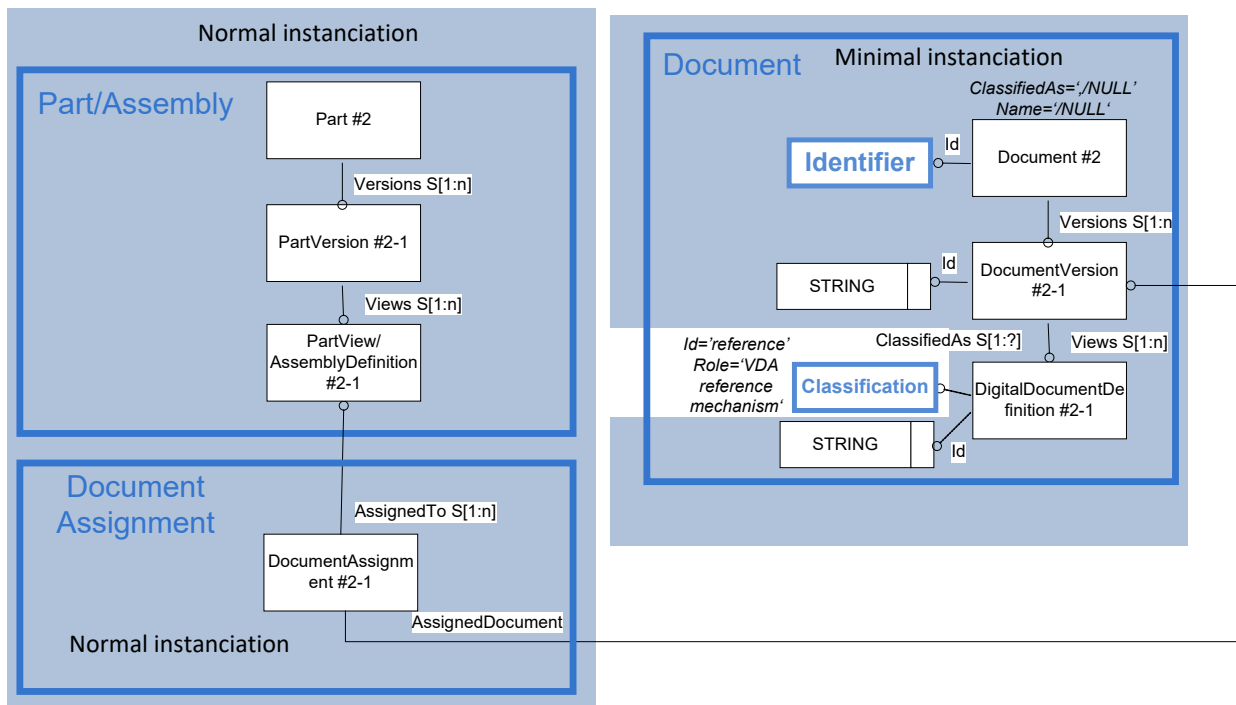 Normal instanciation
Part/Assembly
Part #2
Versions S[1:n]
PartVersion #2-1
Views S[1:n]
PartView/
AssemblyDefinition
#2-1
Document
Assignment
AssignedTo S[1:n]
DocumentAssignm
ent #2-1
AssignedDocument
Normal instanciation
Document
Minimal instanciation
ClassifiedAs=‘,/NULL’
Name=‘/NULL‘
Identifier
Id
Document #2
Versions S[1:n
STRING
Id
DocumentVersion
#2-1
ClassifiedAs S[1:?]
Views S[1:n]
Id=’reference’
Role=‘VDA
reference
mechanism‘
Classification
DigitalDocumentDe
finition #2-1
STRING
Id